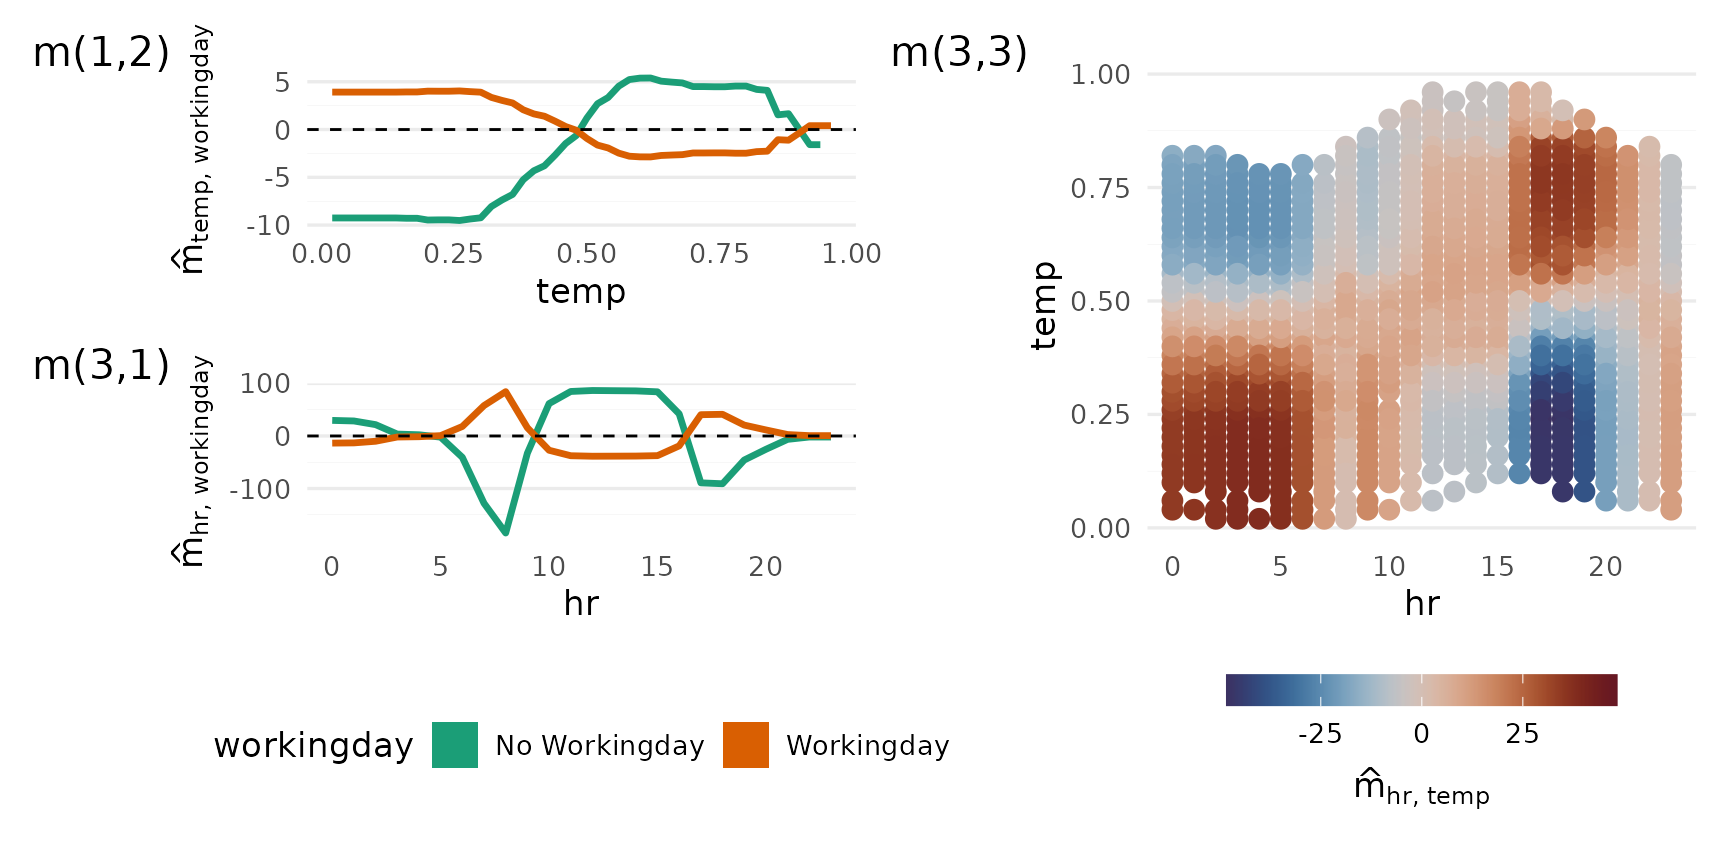 m(1,2)
m̂temp, workingday
5
0
-5
-10
0.00 0.25 0.50 0.75 1.00
temp
m(3,1)
m̂hr, workingday
100
0
-100
0 5 10 15 20
hr
workingday No Workingday Workingday
m(3,3)
temp
1.00
0.75
0.50
0.25
0.00
0 5 10 15 20
hr
-25 0 25
m̂hr, temp